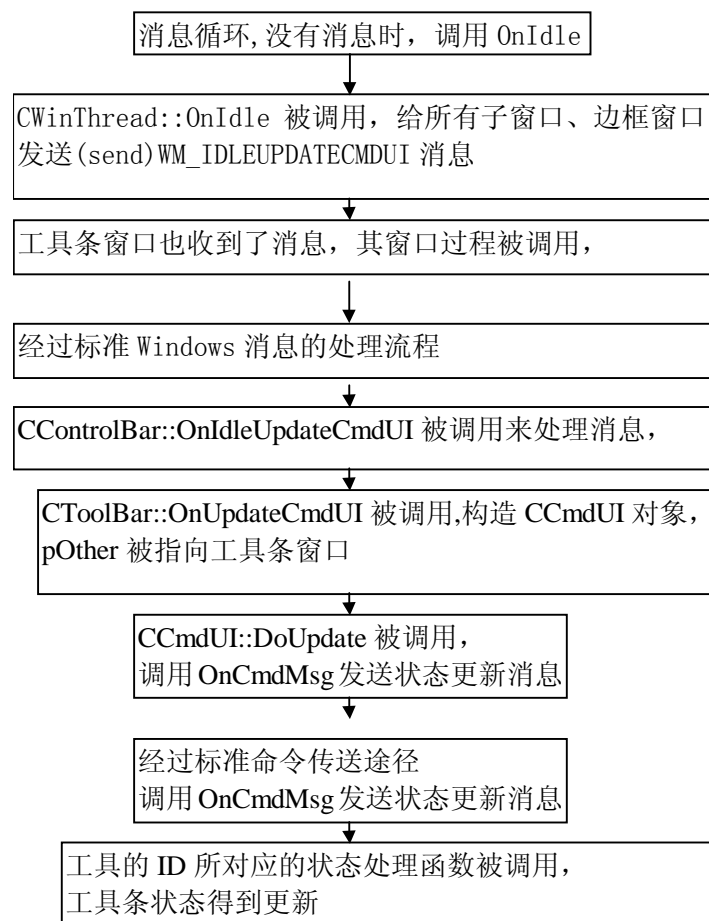 消息循环,没有消息时，调用 OnIdle
CWinThread::OnIdle 被调用，给所有子窗口、边框窗口
发送(send)WM_IDLEUPDATECMDUI 消息
工具条窗口也收到了消息，其窗口过程被调用，
经过标准 Windows 消息的处理流程
CControlBar::OnIdleUpdateCmdUI 被调用来处理消息，
CToolBar::OnUpdateCmdUI 被调用,构造 CCmdUI 对象，
pOther 被指向工具条窗口
CCmdUI::DoUpdate 被调用，
调用 OnCmdMsg 发送状态更新消息
经过标准命令传送途径
调用 OnCmdMsg 发送状态更新消息
工具的 ID 所对应的状态处理函数被调用，
工具条状态得到更新